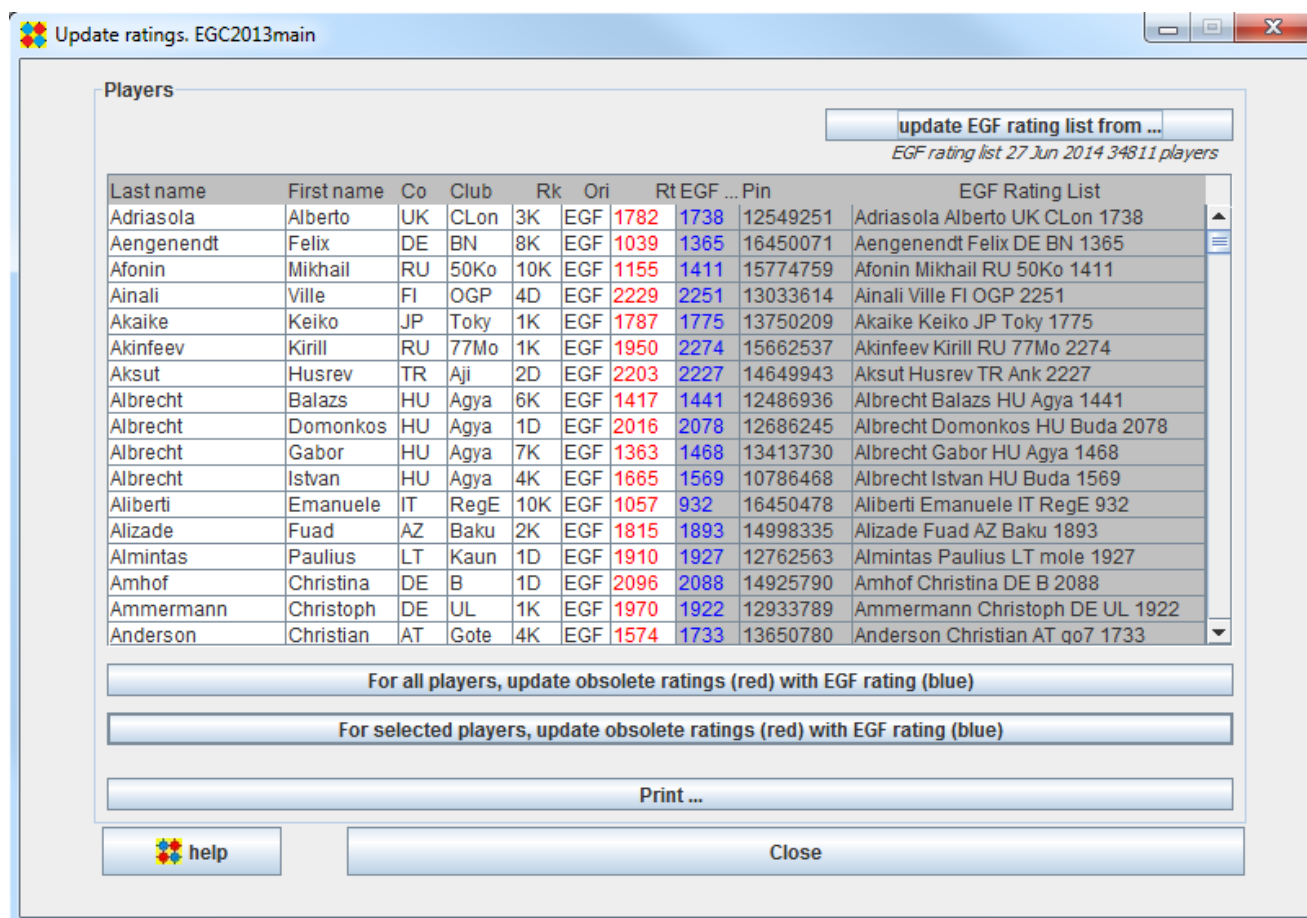 Update ratings. EGC2013main
Players
update EGF rating list from ...
EGF rating list 27 Jun 2014 34811 players
Last name First name Co Club Rk Ori Rt EGF ... Pin EGF Rating List
Adriasola Alberto UK CLon 3K EGF 1782 1738 12549251 Adriasola Alberto UK CLon 1738
Aengenendt Felix DE BN 8K EGF 1039 1365 16450071 Aengenendt Felix DE BN 1365
Afonin Mikhail RU 50Ko 10K EGF 1155 1411 15774759 Afonin Mikhail RU 50Ko 1411
Ainali Ville FI OGP 4D EGF 2229 2251 13033614 Ainali Ville FI OGP 2251
Akaike Keiko JP Toky 1K EGF 1787 1775 13750209 Akaike Keiko JP Toky 1775
Akinfeev Kirill RU 77Mo 1K EGF 1950 2274 15662537 Akinfeev Kirill RU 77Mo 2274
Aksut Husrev TR Aji 2D EGF 2203 2227 14649943 Aksut Husrev TR Ank 2227
Albrecht Balazs HU Agya 6K EGF 1417 1441 12486936 Albrecht Balazs HU Agya 1441
Albrecht Domonkos HU Agya 1D EGF 2016 2078 12686245 Albrecht Domonkos HU Buda 2078
Albrecht Gabor HU Agya 7K EGF 1363 1468 13413730 Albrecht Gabor HU Agya 1468
Albrecht Istvan HU Agya 4K EGF 1665 1569 10786468 Albrecht Istvan HU Buda 1569
Aliberti Emanuele IT RegE 10K EGF 1057 932 16450478 Aliberti Emanuele IT RegE 932
Alizade Fuad AZ Baku 2K EGF 1815 1893 14998335 Alizade Fuad AZ Baku 1893
Almintas Paulius LT Kaun 1D EGF 1910 1927 12762563 Almintas Paulius LT mole 1927
Amhof Christina DE B 1D EGF 2096 2088 14925790 Amhof Christina DE B 2088
Ammermann Christoph DE UL 1K EGF 1970 1922 12933789 Ammermann Christoph DE UL 1922
Anderson Christian AT Gote 4K EGF 1574 1733 13650780 Anderson Christian AT go7 1733
For all players, update obsolete ratings (red) with EGF rating (blue)
For selected players, update obsolete ratings (red) with EGF rating (blue)
Print ...
help
Close